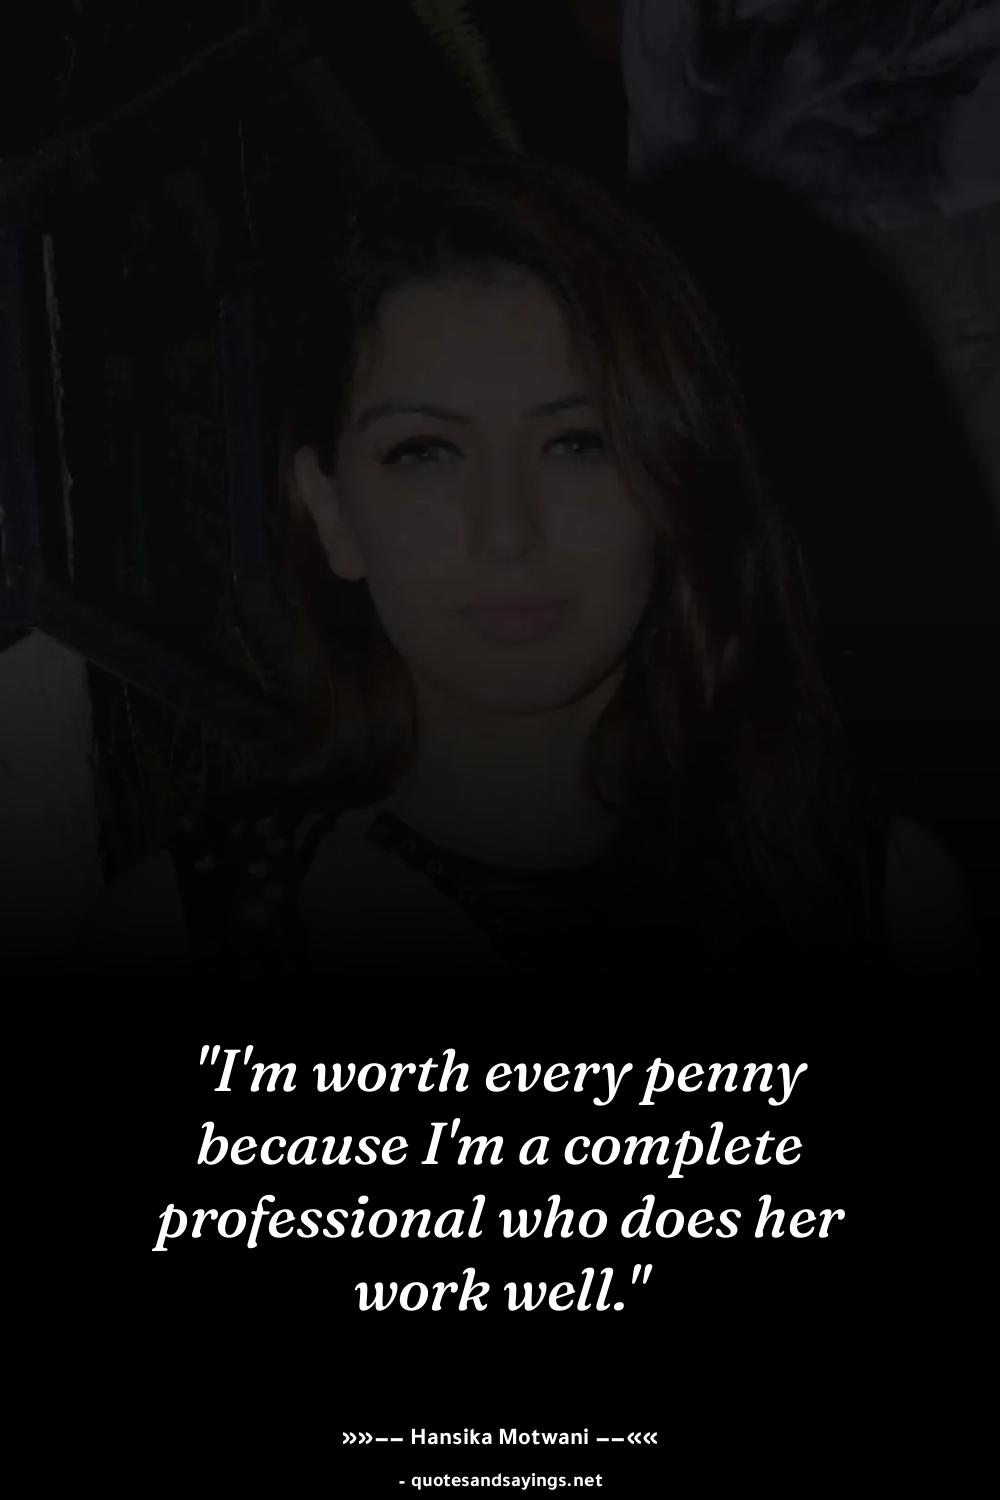 "I'm worth every penny
because I'm a complete
professional who does her
work well."
»»–– Hansika Motwani ––««
- quotesandsayings.net